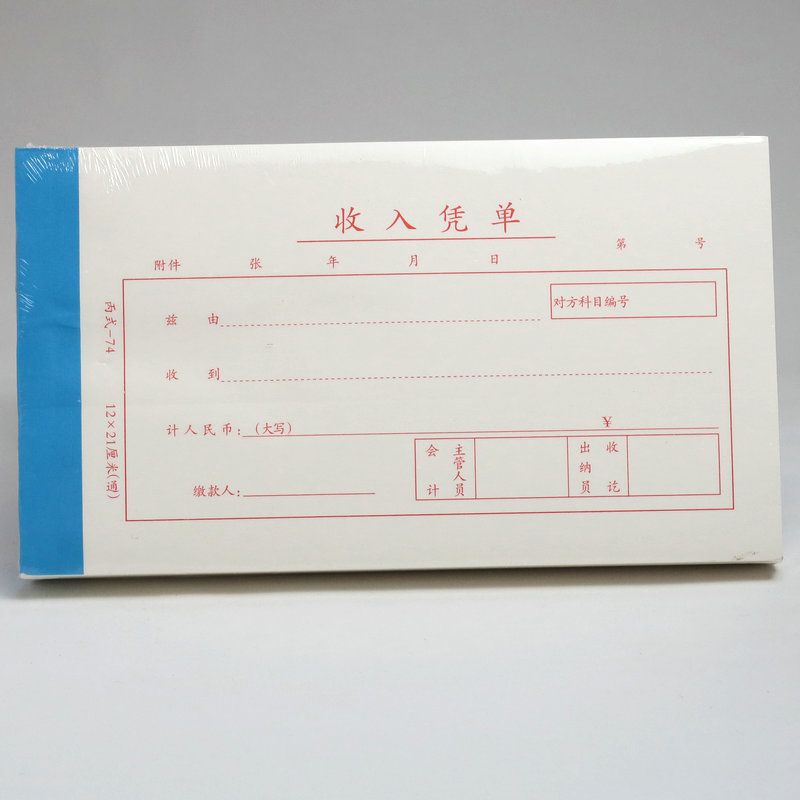 收入凭单
第 号
附件 张 年 月 日
对方科目编号
兹 由
收 到
计人民币：（大写） ¥
缴款人：
会计 主管人员
出纳员 收讫
丙式-74 12×21厘米(通)